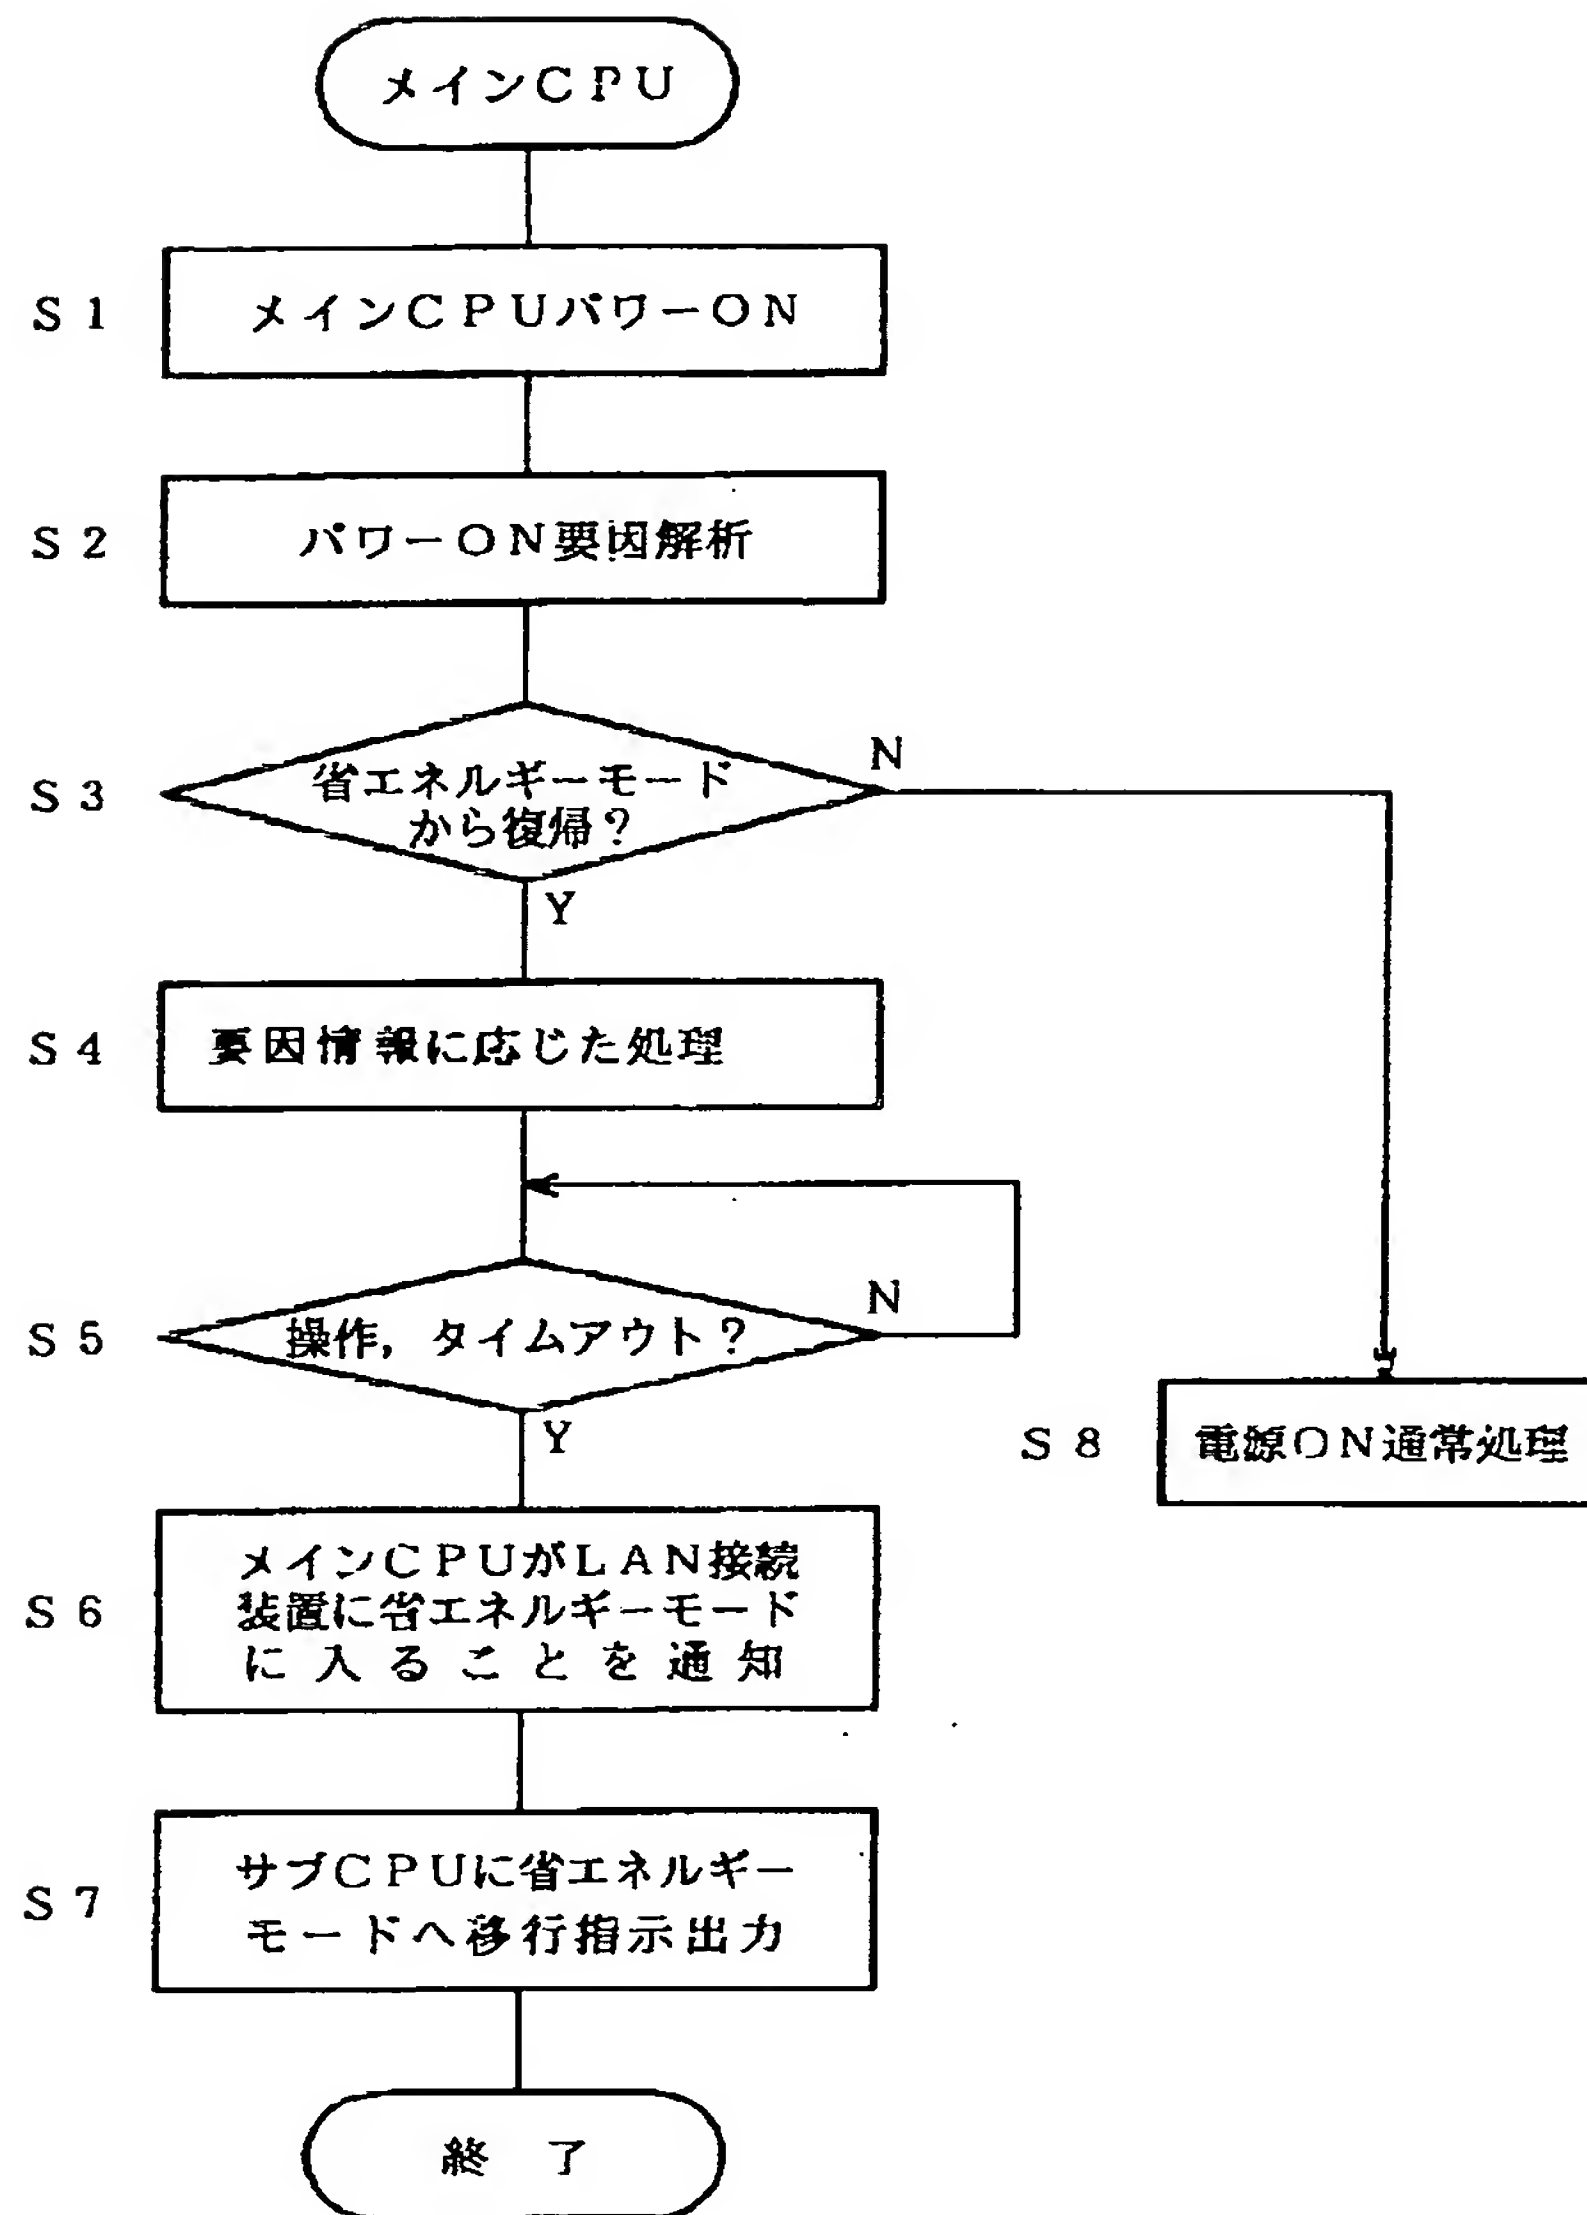 メインCPU
S1
メインCPUパワーON
S2
パワーON要因解析
S3
省エネルギーモード
から復帰?
N
Y
S4
要因情報に応じた処理
S5
操作,タイムアウト?
N
Y
S8
電源ON通常処理
S6
メインCPUがLAN接続
装置に省エネルギーモード
に入ることを通知
S7
サブCPUに省エネルギー
モードへ移行指示出力
終了